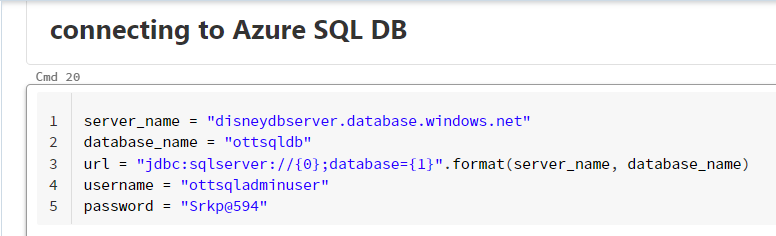 connecting to Azure SQL DB
Cmd 20
1 server_name = "disneydbserver.database.windows.net"
2 database_name = "ottsqldb"
3 url = "jdbc:sqlserver://{0};database={1}".format(server_name, database_name)
4 username = "ottsqladminuser"
5 password = "Srkp@594"